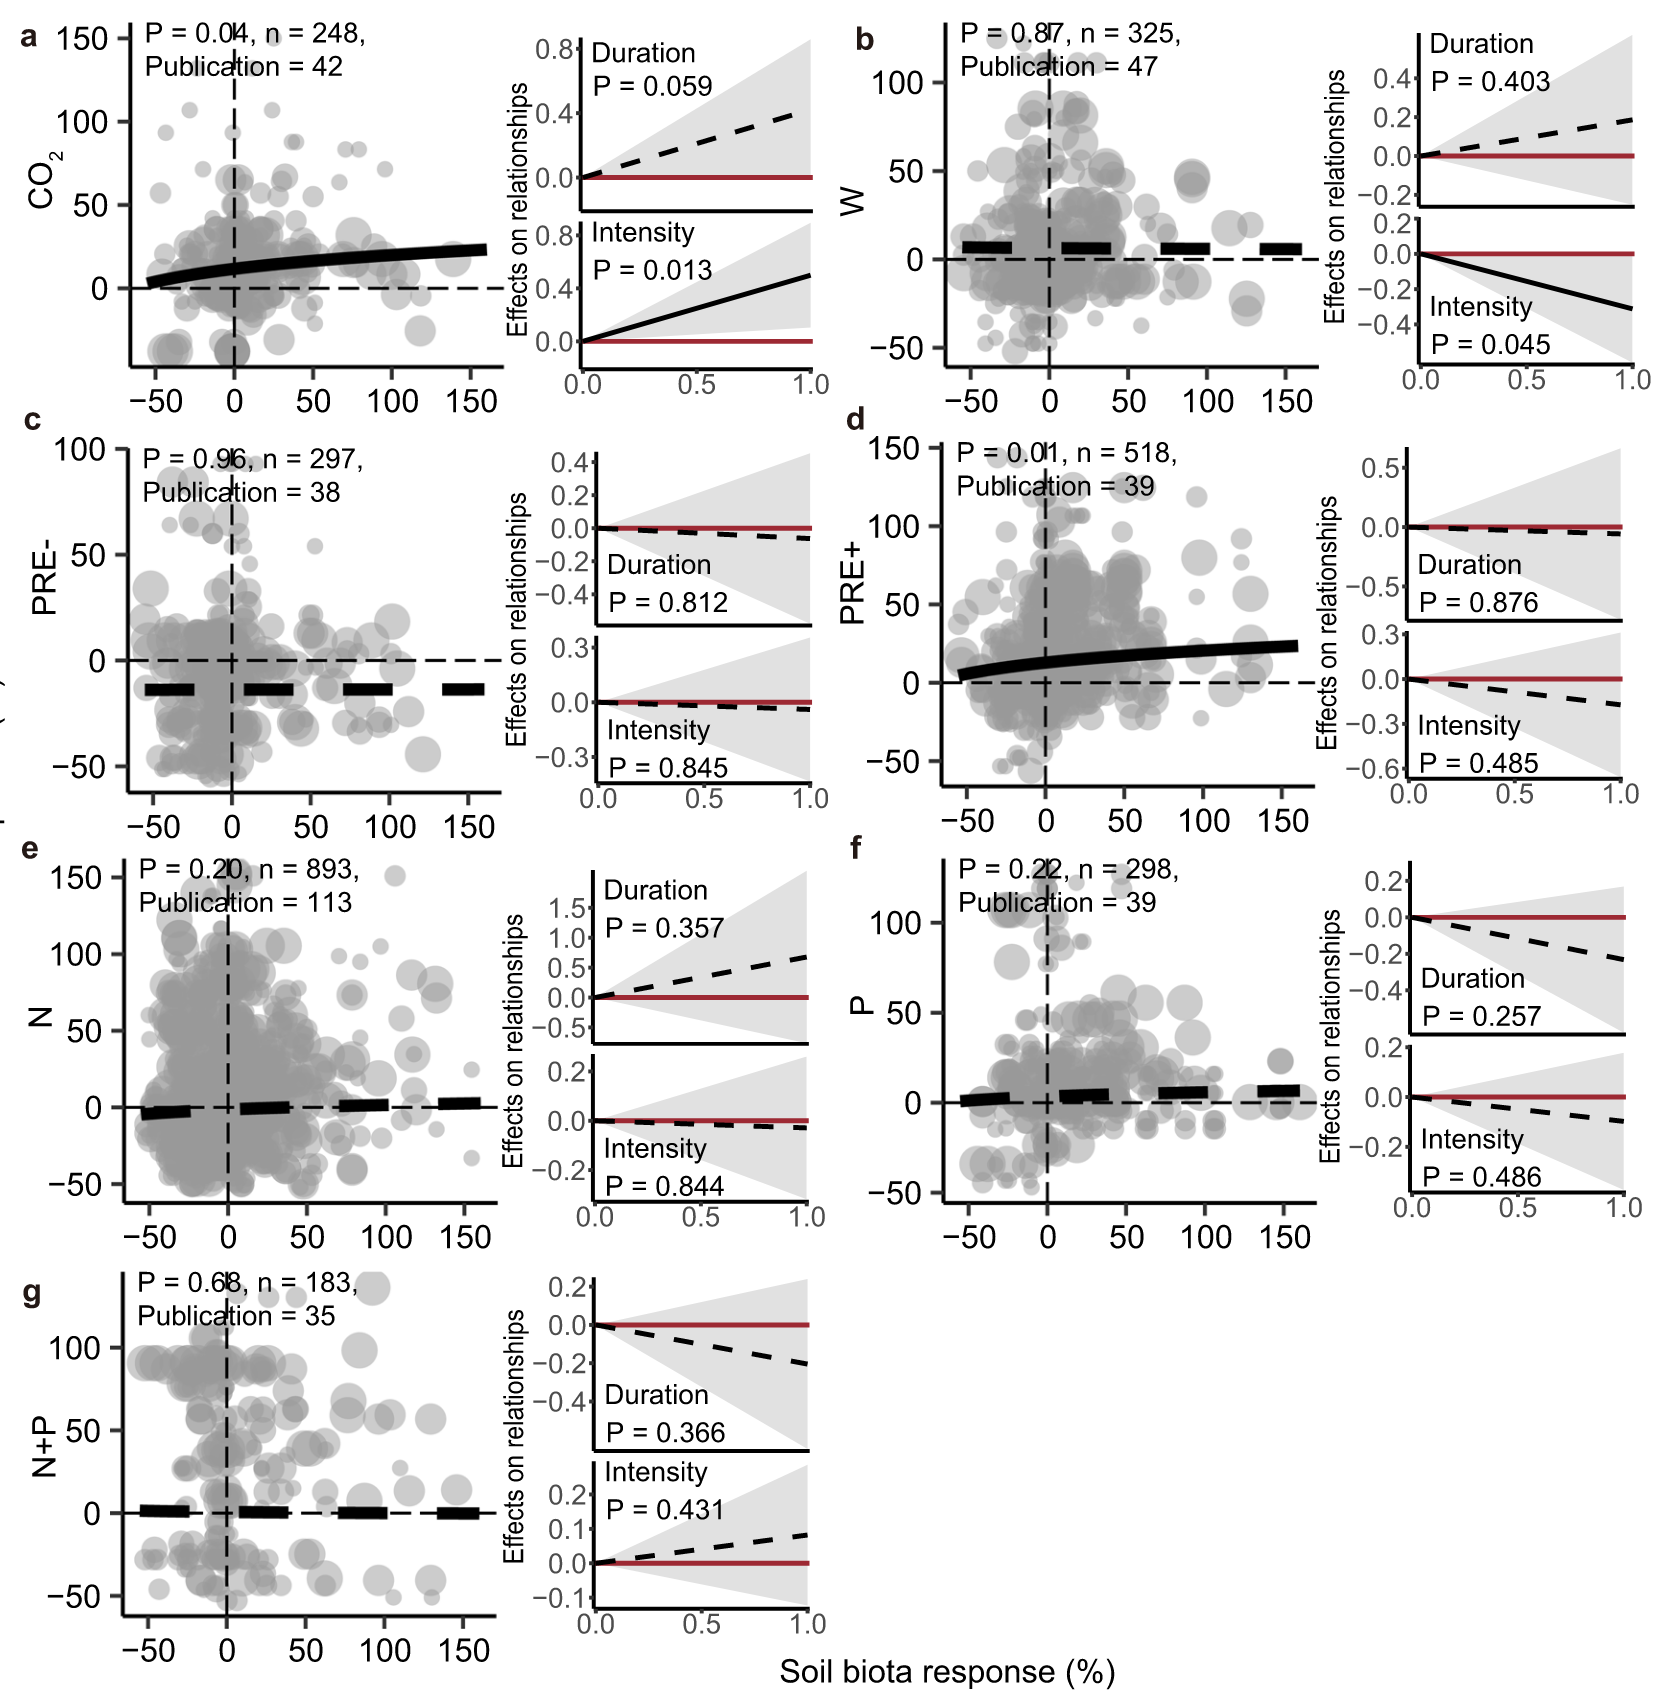 a
P = 0.04, n = 248,
Publication = 42
CO2
150
100
50
0
−50 0 50 100 150
Effects on relationships
Duration
P = 0.059
0.8
0.4
0.0
Intensity
P = 0.013
0.8
0.4
0.0
0.0 0.5 1.0
b
P = 0.87, n = 325,
Publication = 47
W
100
50
0
−50
−50 0 50 100 150
Effects on relationships
Duration
P = 0.403
0.4
0.2
0.0
−0.2
0.2
0.0
−0.2
−0.4
Intensity
P = 0.045
0.0 0.5 1.0
c
P = 0.96, n = 297,
Publication = 38
PRE-
100
50
0
−50
−50 0 50 100 150
Effects on relationships
0.4
0.2
0.0
−0.2
−0.4
Duration
P = 0.812
0.3
0.0
−0.3
Intensity
P = 0.845
0.0 0.5 1.0
d
P = 0.01, n = 518,
Publication = 39
PRE+
150
100
50
0
−50
−50 0 50 100 150
Effects on relationships
0.5
0.0
−0.5
Duration
P = 0.876
0.3
0.0
−0.3
−0.6
Intensity
P = 0.485
0.0 0.5 1.0
e
P = 0.20, n = 893,
Publication = 113
N
150
100
50
0
−50
−50 0 50 100 150
Effects on relationships
Duration
P = 0.357
1.5
1.0
0.5
0.0
−0.5
0.2
0.0
−0.2
Intensity
P = 0.844
0.0 0.5 1.0
f
P = 0.22, n = 298,
Publication = 39
P
100
50
0
−50
−50 0 50 100 150
Effects on relationships
0.2
0.0
−0.2
−0.4
Duration
P = 0.257
0.2
0.0
−0.2
Intensity
P = 0.486
0.0 0.5 1.0
g
P = 0.68, n = 183,
Publication = 35
N+P
100
50
0
−50
−50 0 50 100 150
Effects on relationships
0.2
0.0
−0.2
−0.4
Duration
P = 0.366
Intensity
P = 0.431
0.2
0.1
0.0
−0.1
0.0 0.5 1.0
Soil biota response (%)